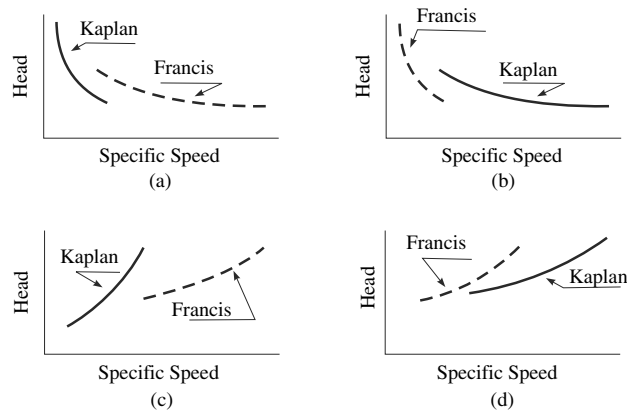 Kaplan
Francis
Head
Specific Speed
(a)
Francis
Kaplan
Head
Specific Speed
(b)
Kaplan
Francis
Head
Specific Speed
(c)
Francis
Kaplan
Head
Specific Speed
(d)